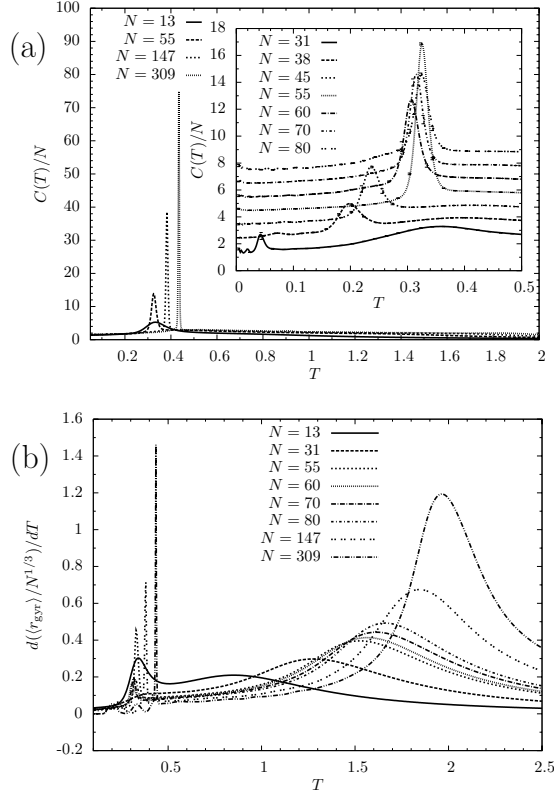 (a)
C(T)/N
100
90
80
70
60
50
40
30
20
10
0
0.2 0.4 0.6 0.8 1 1.2 1.4 1.6 1.8 2
T
N = 13
N = 55
N = 147
N = 309
C(T)/N
18
16
14
12
10
8
6
4
2
0
0 0.1 0.2 0.3 0.4 0.5
T
N = 31
N = 38
N = 45
N = 55
N = 60
N = 70
N = 80
(b)
d(⟨r_gyr⟩/N^{1/3})/dT
1.6
1.4
1.2
1
0.8
0.6
0.4
0.2
0
-0.2
0.5 1 1.5 2 2.5
T
N = 13
N = 31
N = 55
N = 60
N = 70
N = 80
N = 147
N = 309